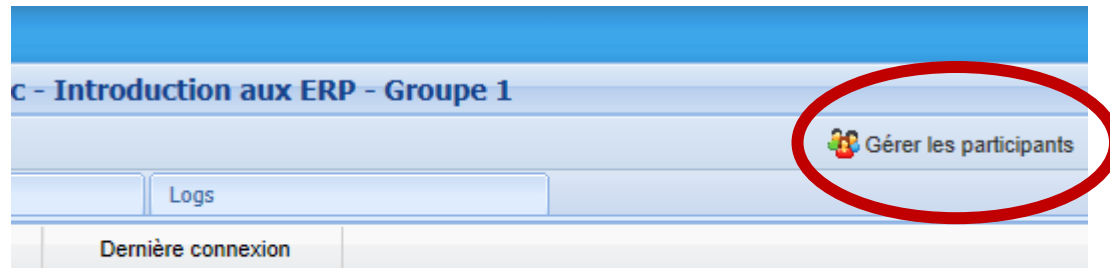 c - Introduction aux ERP - Groupe 1
Gérer les participants
Logs
Dernière connexion